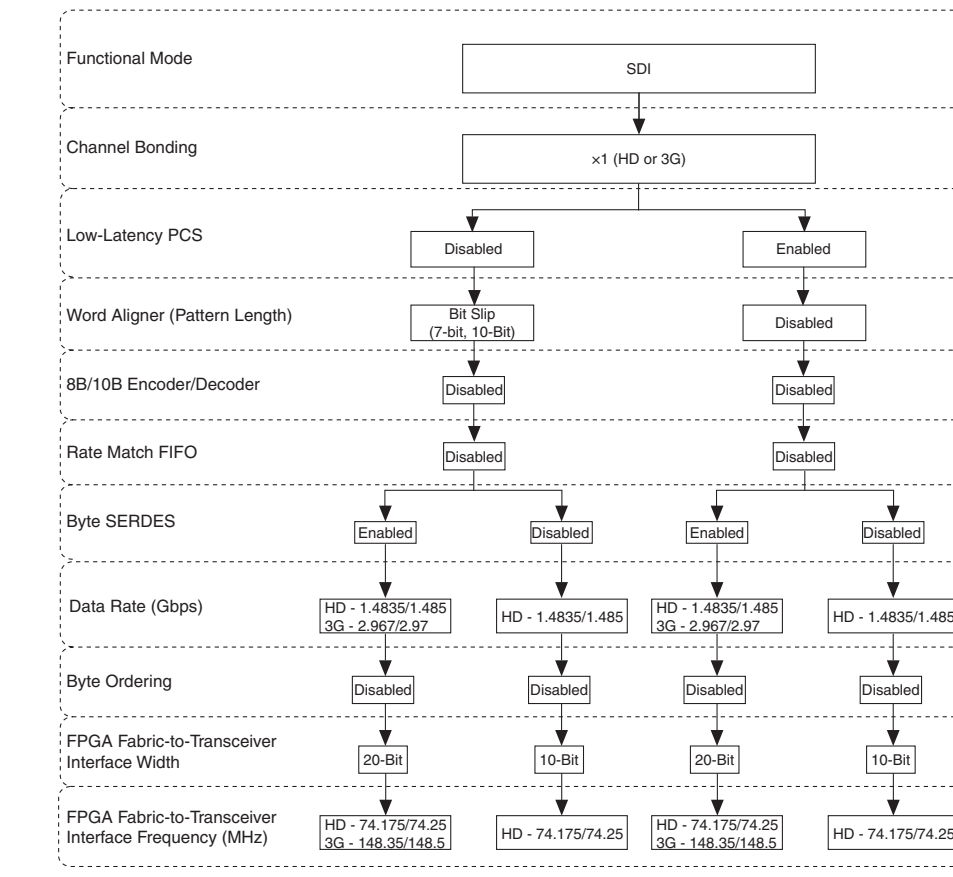 Functional Mode
SDI
Channel Bonding
×1 (HD or 3G)
Low-Latency PCS
Disabled
Enabled
Word Aligner (Pattern Length)
Bit Slip
(7-bit, 10-Bit)
Disabled
8B/10B Encoder/Decoder
Disabled
Disabled
Rate Match FIFO
Disabled
Disabled
Byte SERDES
Enabled
Disabled
Enabled
Disabled
Data Rate (Gbps)
HD - 1.4835/1.485
3G - 2.967/2.97
HD - 1.4835/1.485
HD - 1.4835/1.485
3G - 2.967/2.97
HD - 1.4835/1.485
Byte Ordering
Disabled
Disabled
Disabled
Disabled
FPGA Fabric-to-Transceiver
Interface Width
20-Bit
10-Bit
20-Bit
10-Bit
FPGA Fabric-to-Transceiver
Interface Frequency (MHz)
HD - 74.175/74.25
3G - 148.35/148.5
HD - 74.175/74.25
HD - 74.175/74.25
3G - 148.35/148.5
HD - 74.175/74.25